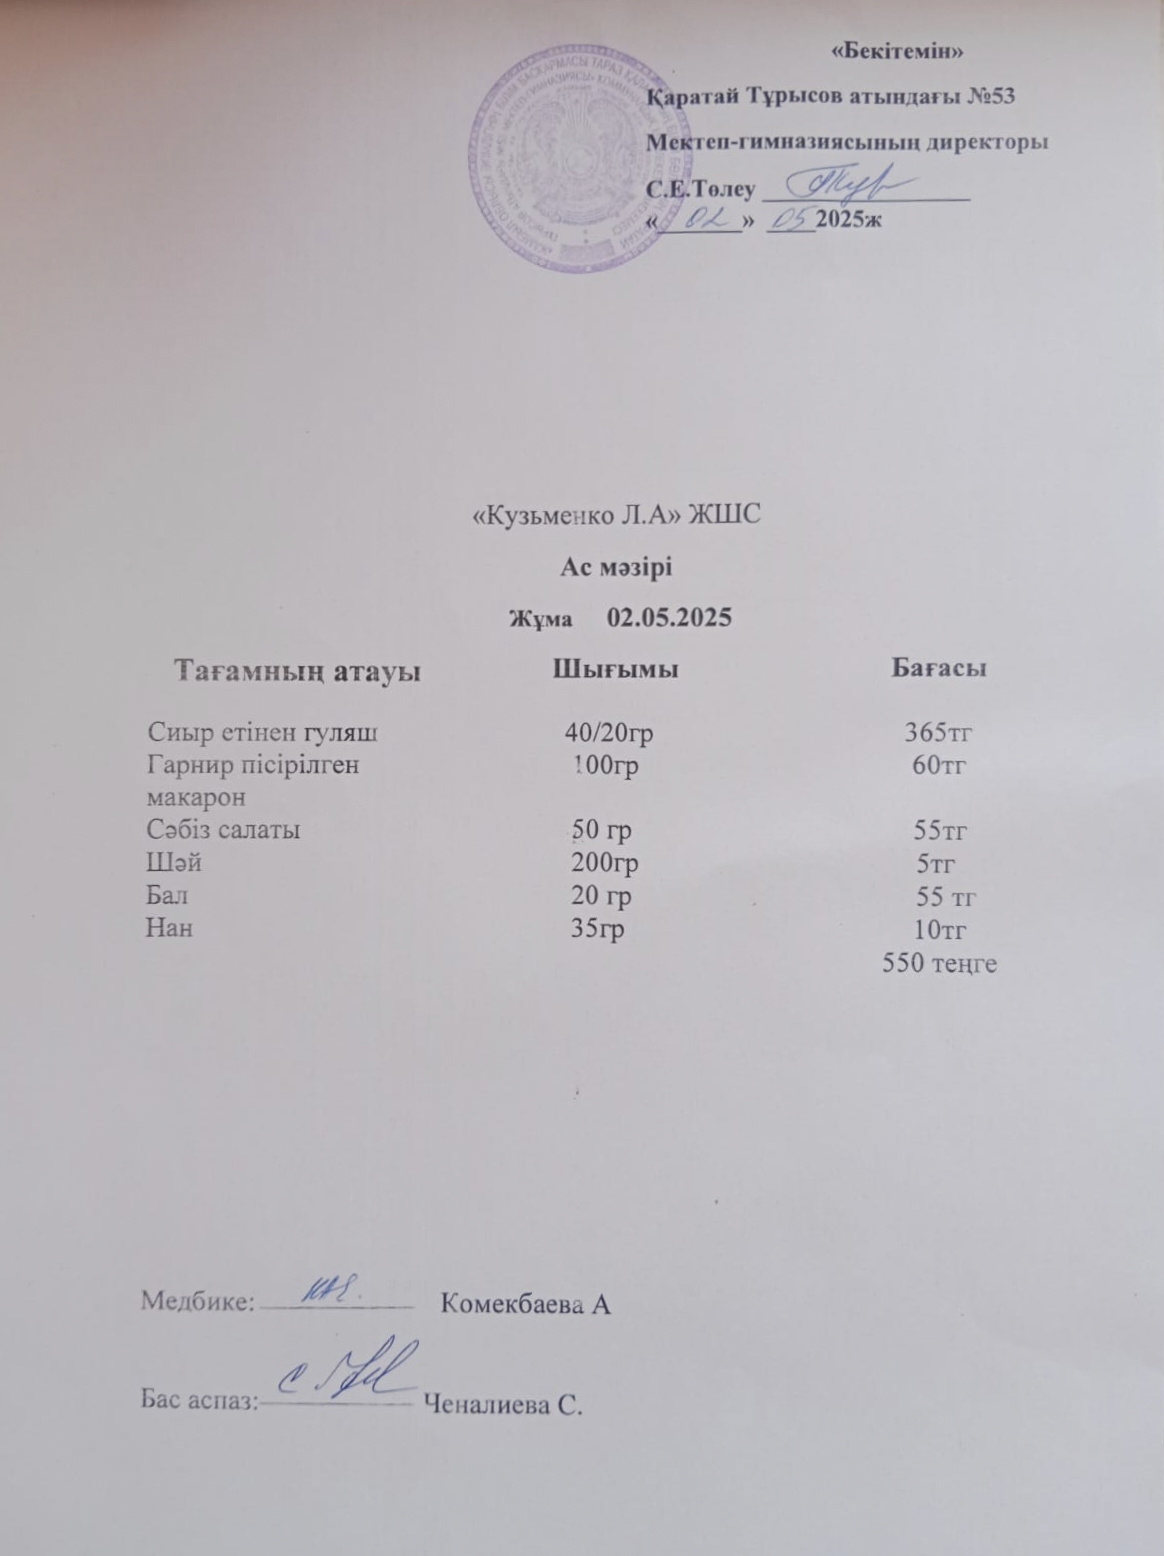 «Бекітемін»
Қаратай Тұрысов атындағы №53
Мектеп-гимназиясының директоры
С.Е.Төлеу
«02» 05 2025ж
«Кузьменко Л.А» ЖШС
Ас мәзірі
Жұма 02.05.2025
Тағамның атауы Шығымы Бағасы
Сиыр етінен гуляш 40/20гр 365тг
Гарнир пісірілген 100гр 60тг
макарон
Сәбіз салаты 50 гр 55тг
Шәй 200гр 5тг
Бал 20 гр 55 тг
Нан 35гр 10тг
550 теңге
Медбике: Комекбаева А
Бас аспаз: Ченалиева С.